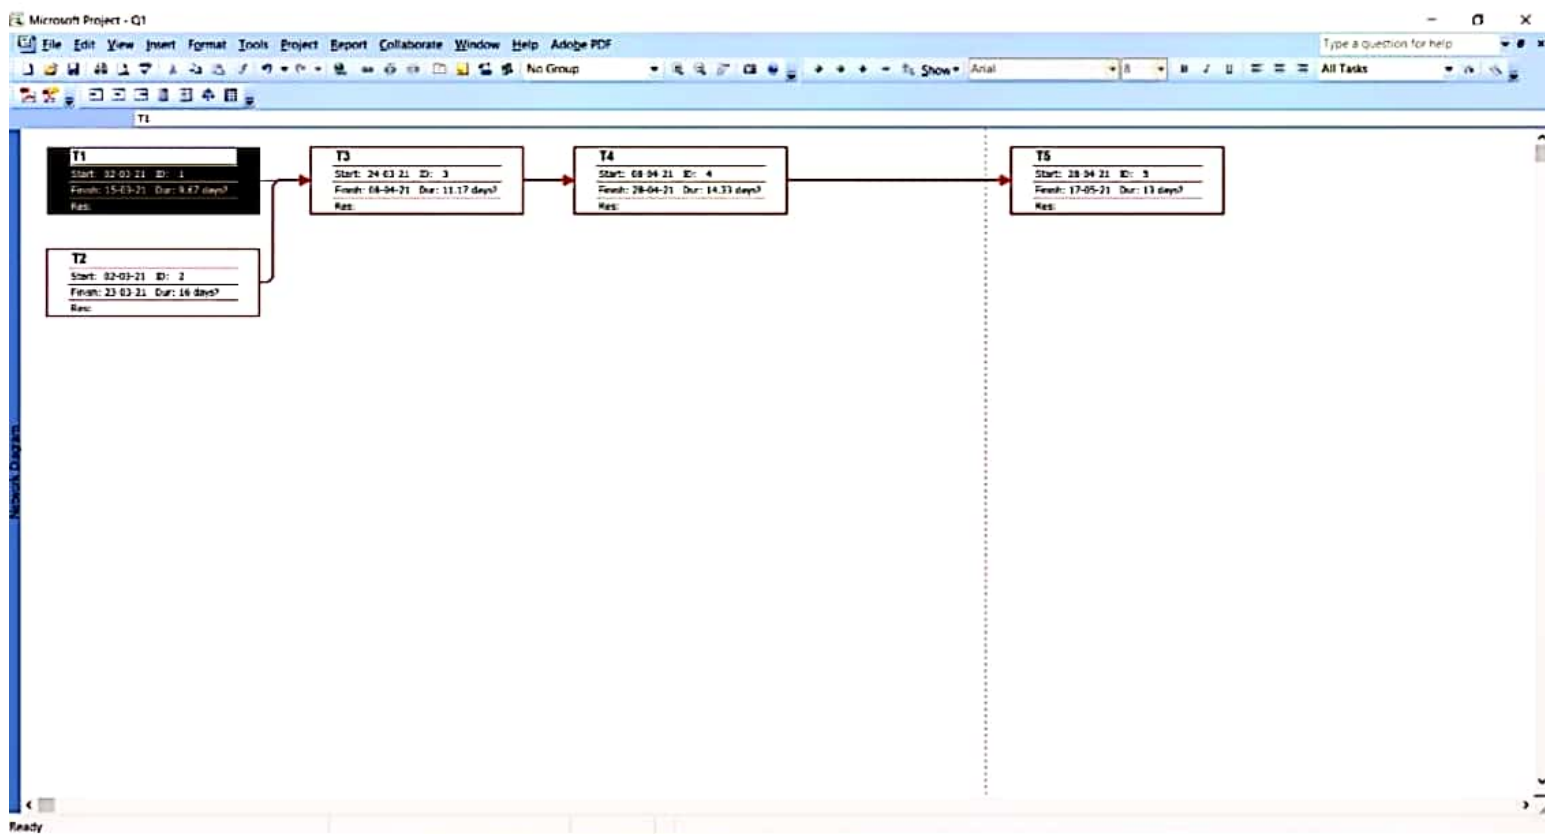 Microsoft Project - Q1
File Edit View Insert Format Tools Project Report Collaborate Window Help Adobe PDF
Type a question for help
No Group
Show
Arial
8
B I U
All Tasks
T1
T1
Start: 02-03-21 ID: 1
Finish: 15-03-21 Dur: 9.67 days?
Res:
T3
Start: 24-03-21 ID: 3
Finish: 08-04-21 Dur: 11.17 days?
Res:
T4
Start: 08-04-21 ID: 4
Finish: 28-04-21 Dur: 14.33 days?
Res:
T5
Start: 28-04-21 ID: 5
Finish: 17-05-21 Dur: 13 days?
Res:
T2
Start: 02-03-21 ID: 2
Finish: 23-03-21 Dur: 16 days?
Res:
Network Diagram
Ready